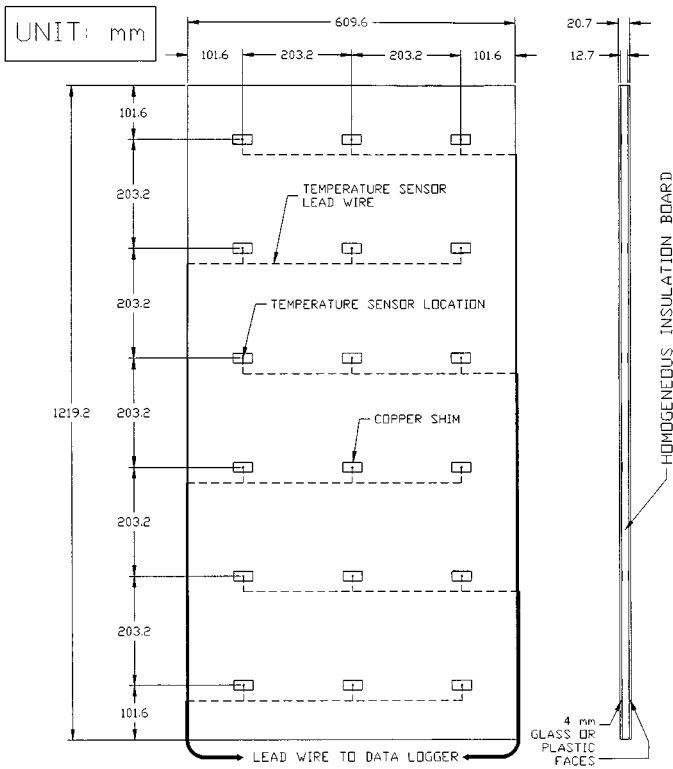 UNIT: mm
609.6
20.7
101.6
203.2
203.2
101.6
12.7
101.6
203.2
TEMPERATURE SENSOR
LEAD WIRE
203.2
TEMPERATURE SENSOR LOCATION
1219.2
203.2
COPPER SHIM
203.2
203.2
101.6
HOMOGENEOUS INSULATION BOARD
4 mm
GLASS OR
PLASTIC
FACES
LEAD WIRE TO DATA LOGGER